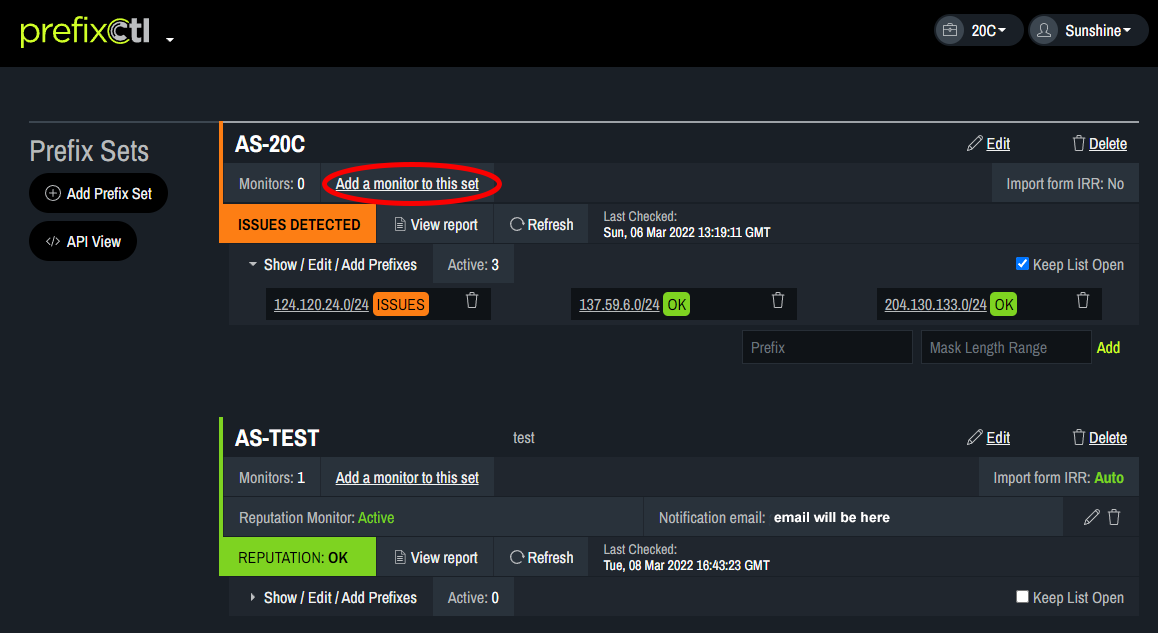 prefixctl
20C
Sunshine
Prefix Sets
Add Prefix Set
API View
AS-20C
Edit
Delete
Monitors: 0
Add a monitor to this set
Import form IRR: No
ISSUES DETECTED
View report
Refresh
Last Checked:
Sun, 06 Mar 2022 13:19:11 GMT
Show / Edit / Add Prefixes
Active: 3
Keep List Open
124.120.24.0/24 ISSUES
137.59.6.0/24 OK
204.130.133.0/24 OK
Prefix
Mask Length Range
Add
AS-TEST
test
Edit
Delete
Monitors: 1
Add a monitor to this set
Import form IRR: Auto
Reputation Monitor: Active
Notification email: email will be here
REPUTATION: OK
View report
Refresh
Last Checked:
Tue, 08 Mar 2022 16:43:23 GMT
Show / Edit / Add Prefixes
Active: 0
Keep List Open